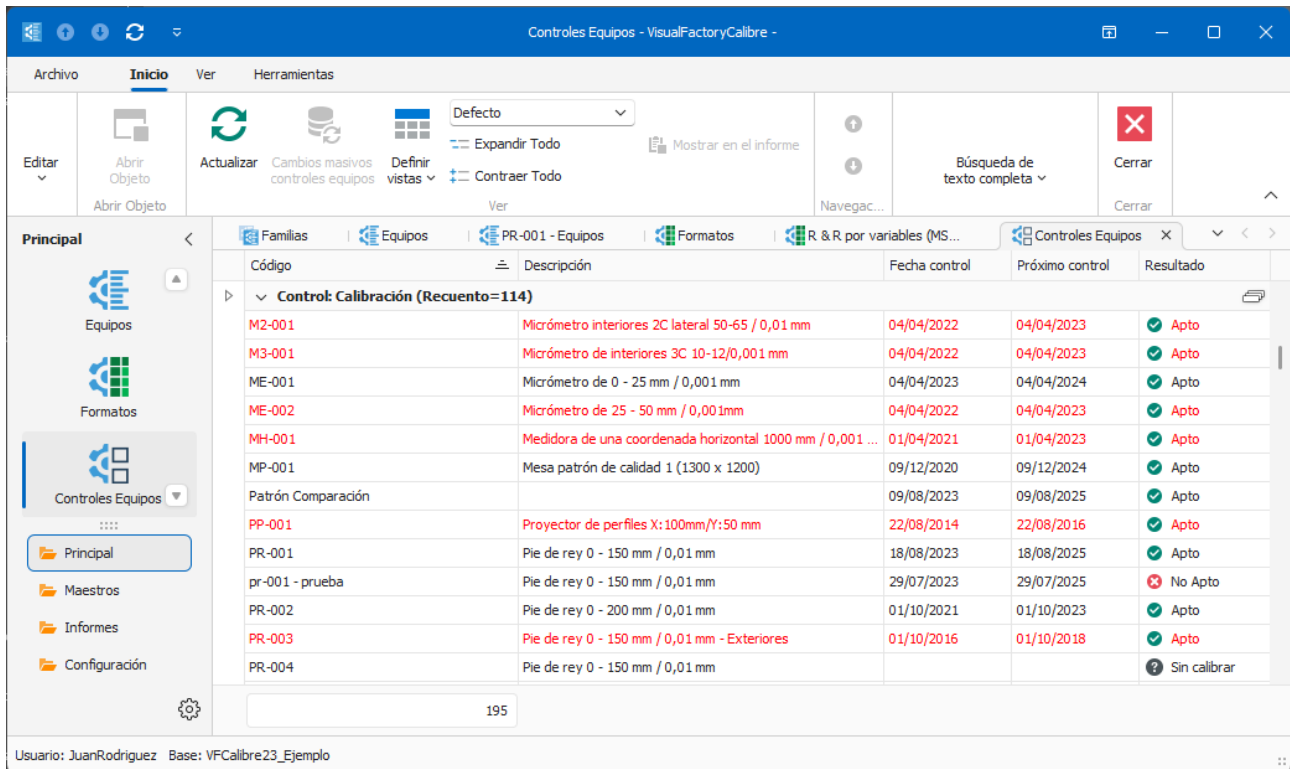 Controles Equipos - VisualFactoryCalibre -
Archivo Inicio Ver Herramientas
Editar
Abrir Objeto
Abrir Objeto
Actualizar
Cambios masivos controles equipos
Definir vistas
Defecto
Expandir Todo
Contraer Todo
Mostrar en el informe
Ver
Navegac...
Búsqueda de texto completa
Cerrar
Cerrar
Principal
Equipos
Formatos
Controles Equipos
Principal
Maestros
Informes
Configuración
Familias Equipos PR-001 - Equipos Formatos R & R por variables (MS... Controles Equipos
Código Descripción Fecha control Próximo control Resultado
Control: Calibración (Recuento=114)
M2-001 Micrómetro interiores 2C lateral 50-65 / 0,01 mm 04/04/2022 04/04/2023 Apto
M3-001 Micrómetro de interiores 3C 10-12/0,001 mm 04/04/2022 04/04/2023 Apto
ME-001 Micrómetro de 0 - 25 mm / 0,001 mm 04/04/2023 04/04/2024 Apto
ME-002 Micrómetro de 25 - 50 mm / 0,001mm 04/04/2022 04/04/2023 Apto
MH-001 Medidora de una coordenada horizontal 1000 mm / 0,001 ... 01/04/2021 01/04/2023 Apto
MP-001 Mesa patrón de calidad 1 (1300 x 1200) 09/12/2020 09/12/2024 Apto
Patrón Comparación 09/08/2023 09/08/2025 Apto
PP-001 Proyector de perfiles X:100mm/Y:50 mm 22/08/2014 22/08/2016 Apto
PR-001 Pie de rey 0 - 150 mm / 0,01 mm 18/08/2023 18/08/2025 Apto
pr-001 - prueba Pie de rey 0 - 150 mm / 0,01 mm 29/07/2023 29/07/2025 No Apto
PR-002 Pie de rey 0 - 200 mm / 0,01 mm 01/10/2021 01/10/2023 Apto
PR-003 Pie de rey 0 - 150 mm / 0,01 mm - Exteriores 01/10/2016 01/10/2018 Apto
PR-004 Pie de rey 0 - 150 mm / 0,01 mm Sin calibrar
195
Usuario: JuanRodriguez Base: VFCalibre23_Ejemplo